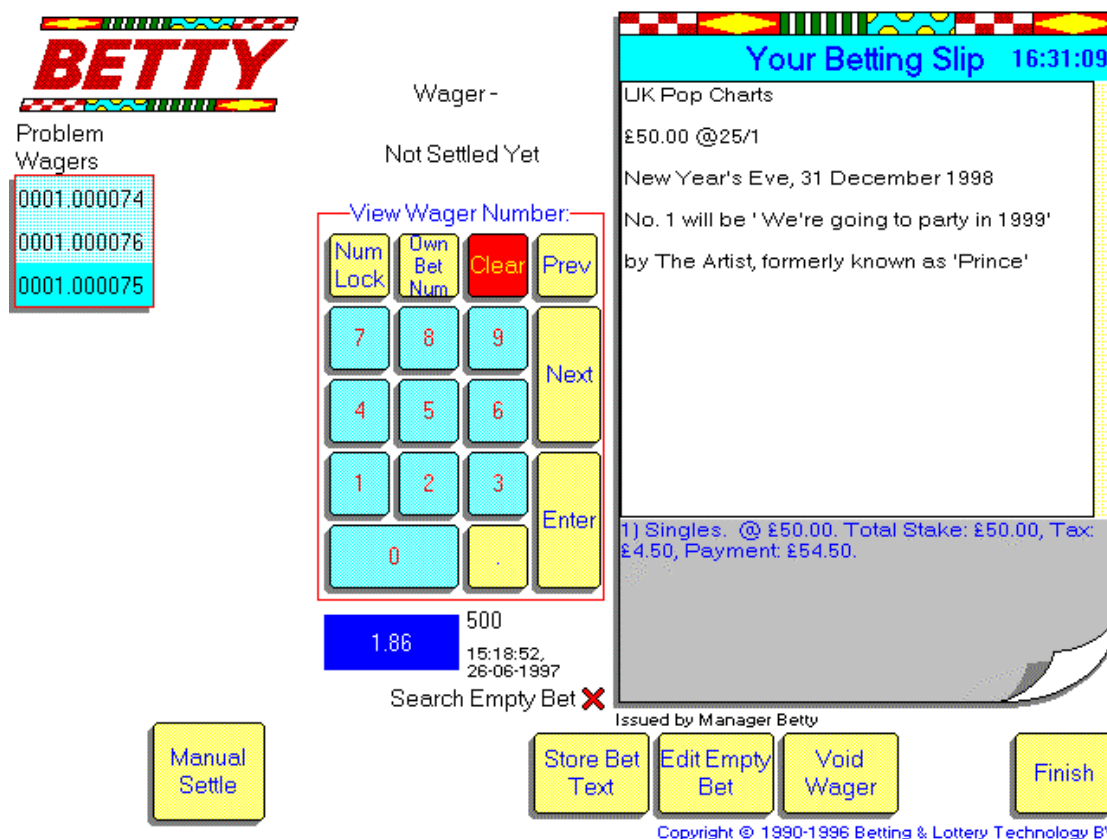 BETTY
Problem
Wagers
0001.000074
0001.000076
0001.000075
Wager -
Not Settled Yet
View Wager Number:
Num
Lock
Own
Bet
Num
Clear
Prev
7
8
9
Next
4
5
6
1
2
3
Enter
0
.
1.86
500
15:18:52,
26-06-1997
Search Empty Bet
Your Betting Slip 16:31:09
UK Pop Charts
£50.00 @25/1
New Year's Eve, 31 December 1998
No. 1 will be ' We're going to party in 1999'
by The Artist, formerly known as 'Prince'
1) Singles. @ £50.00. Total Stake: £50.00, Tax:
£4.50, Payment: £54.50.
Issued by Manager Betty
Manual
Settle
Store Bet
Text
Edit Empty
Bet
Void
Wager
Finish
Copyright © 1990-1996 Betting & Lottery Technology BV